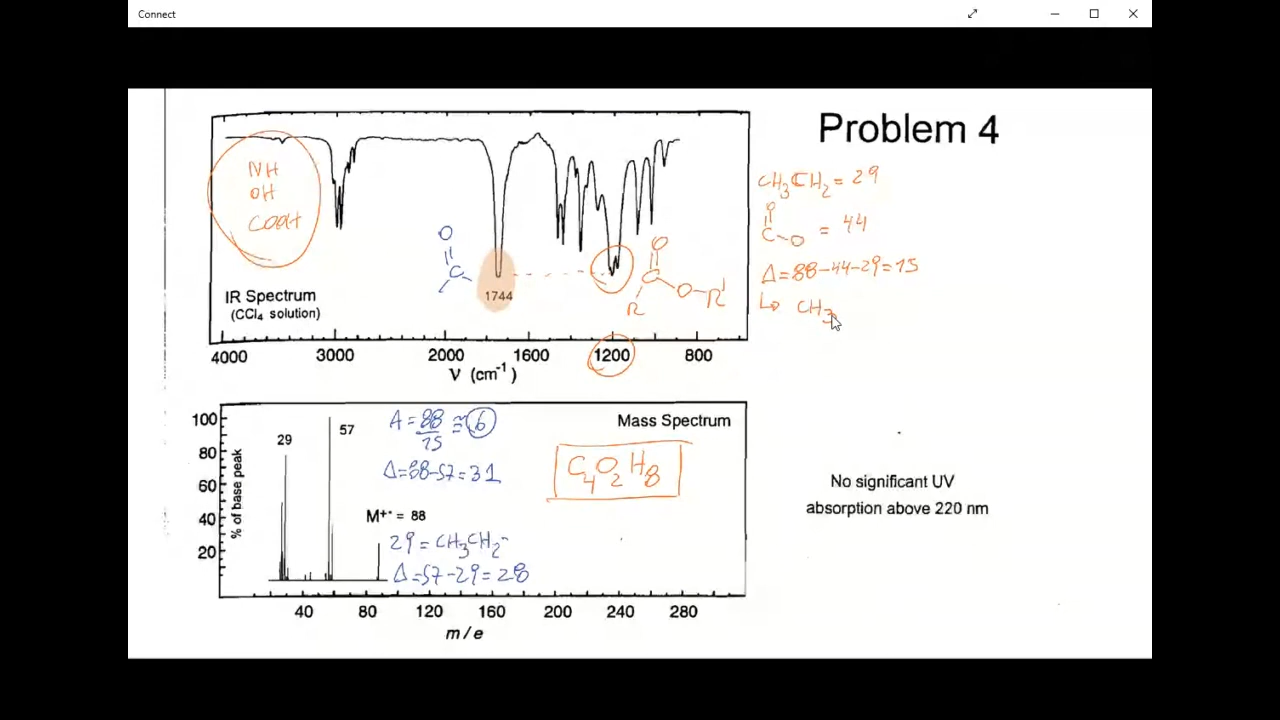 Connect
Problem 4
NH
OH
COOH
O
C
1744
O
C
R O-R'
IR Spectrum
(CCl4 solution)
4000 3000 2000 1600 1200 800
ν (cm-1)
CH3CH2 = 29
O
C-O = 44
Δ=88-44-29=15
↳ CH3
100
80
60
40
20
% of base peak
29
57
A = 88/15 ≅ 6
Δ=88-57=31
M+• = 88
29 = CH3CH2-
Δ=57-29=28
Mass Spectrum
C4O2H8
40 80 120 160 200 240 280
m/e
No significant UV
absorption above 220 nm